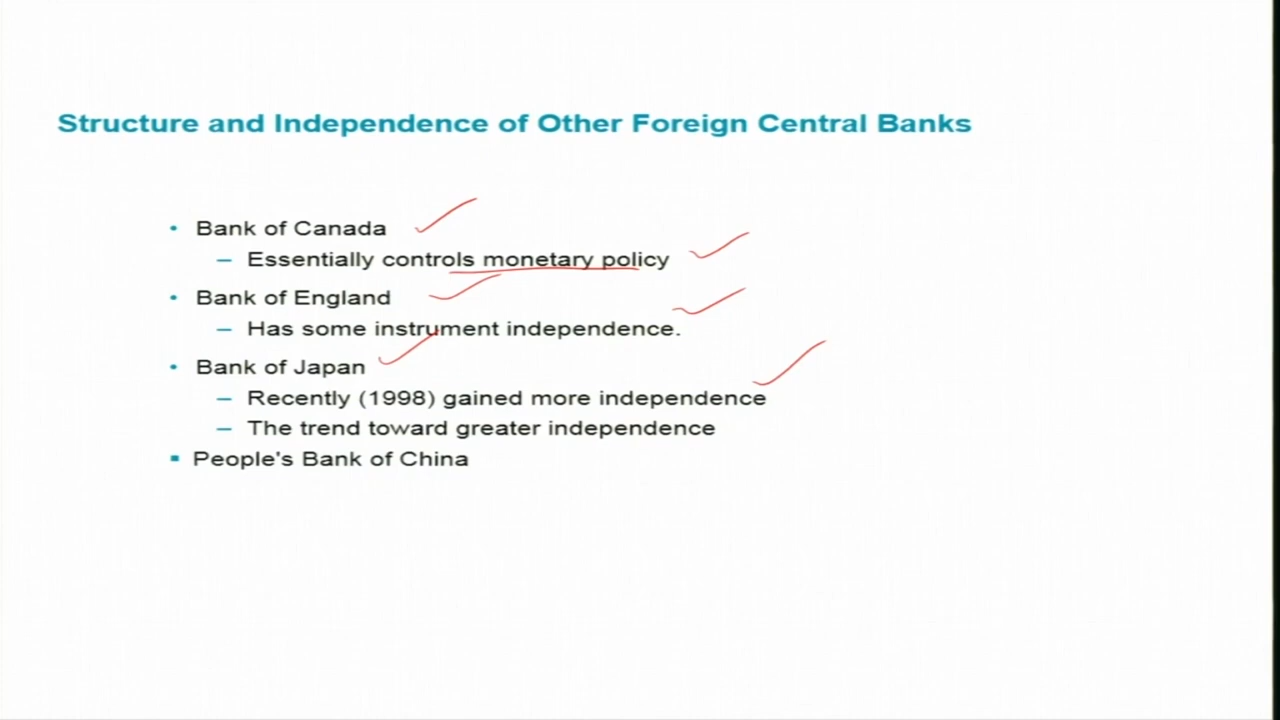 Structure and Independence of Other Foreign Central Banks
• Bank of Canada
– Essentially controls monetary policy
• Bank of England
– Has some instrument independence.
• Bank of Japan
– Recently (1998) gained more independence
– The trend toward greater independence
▪ People's Bank of China